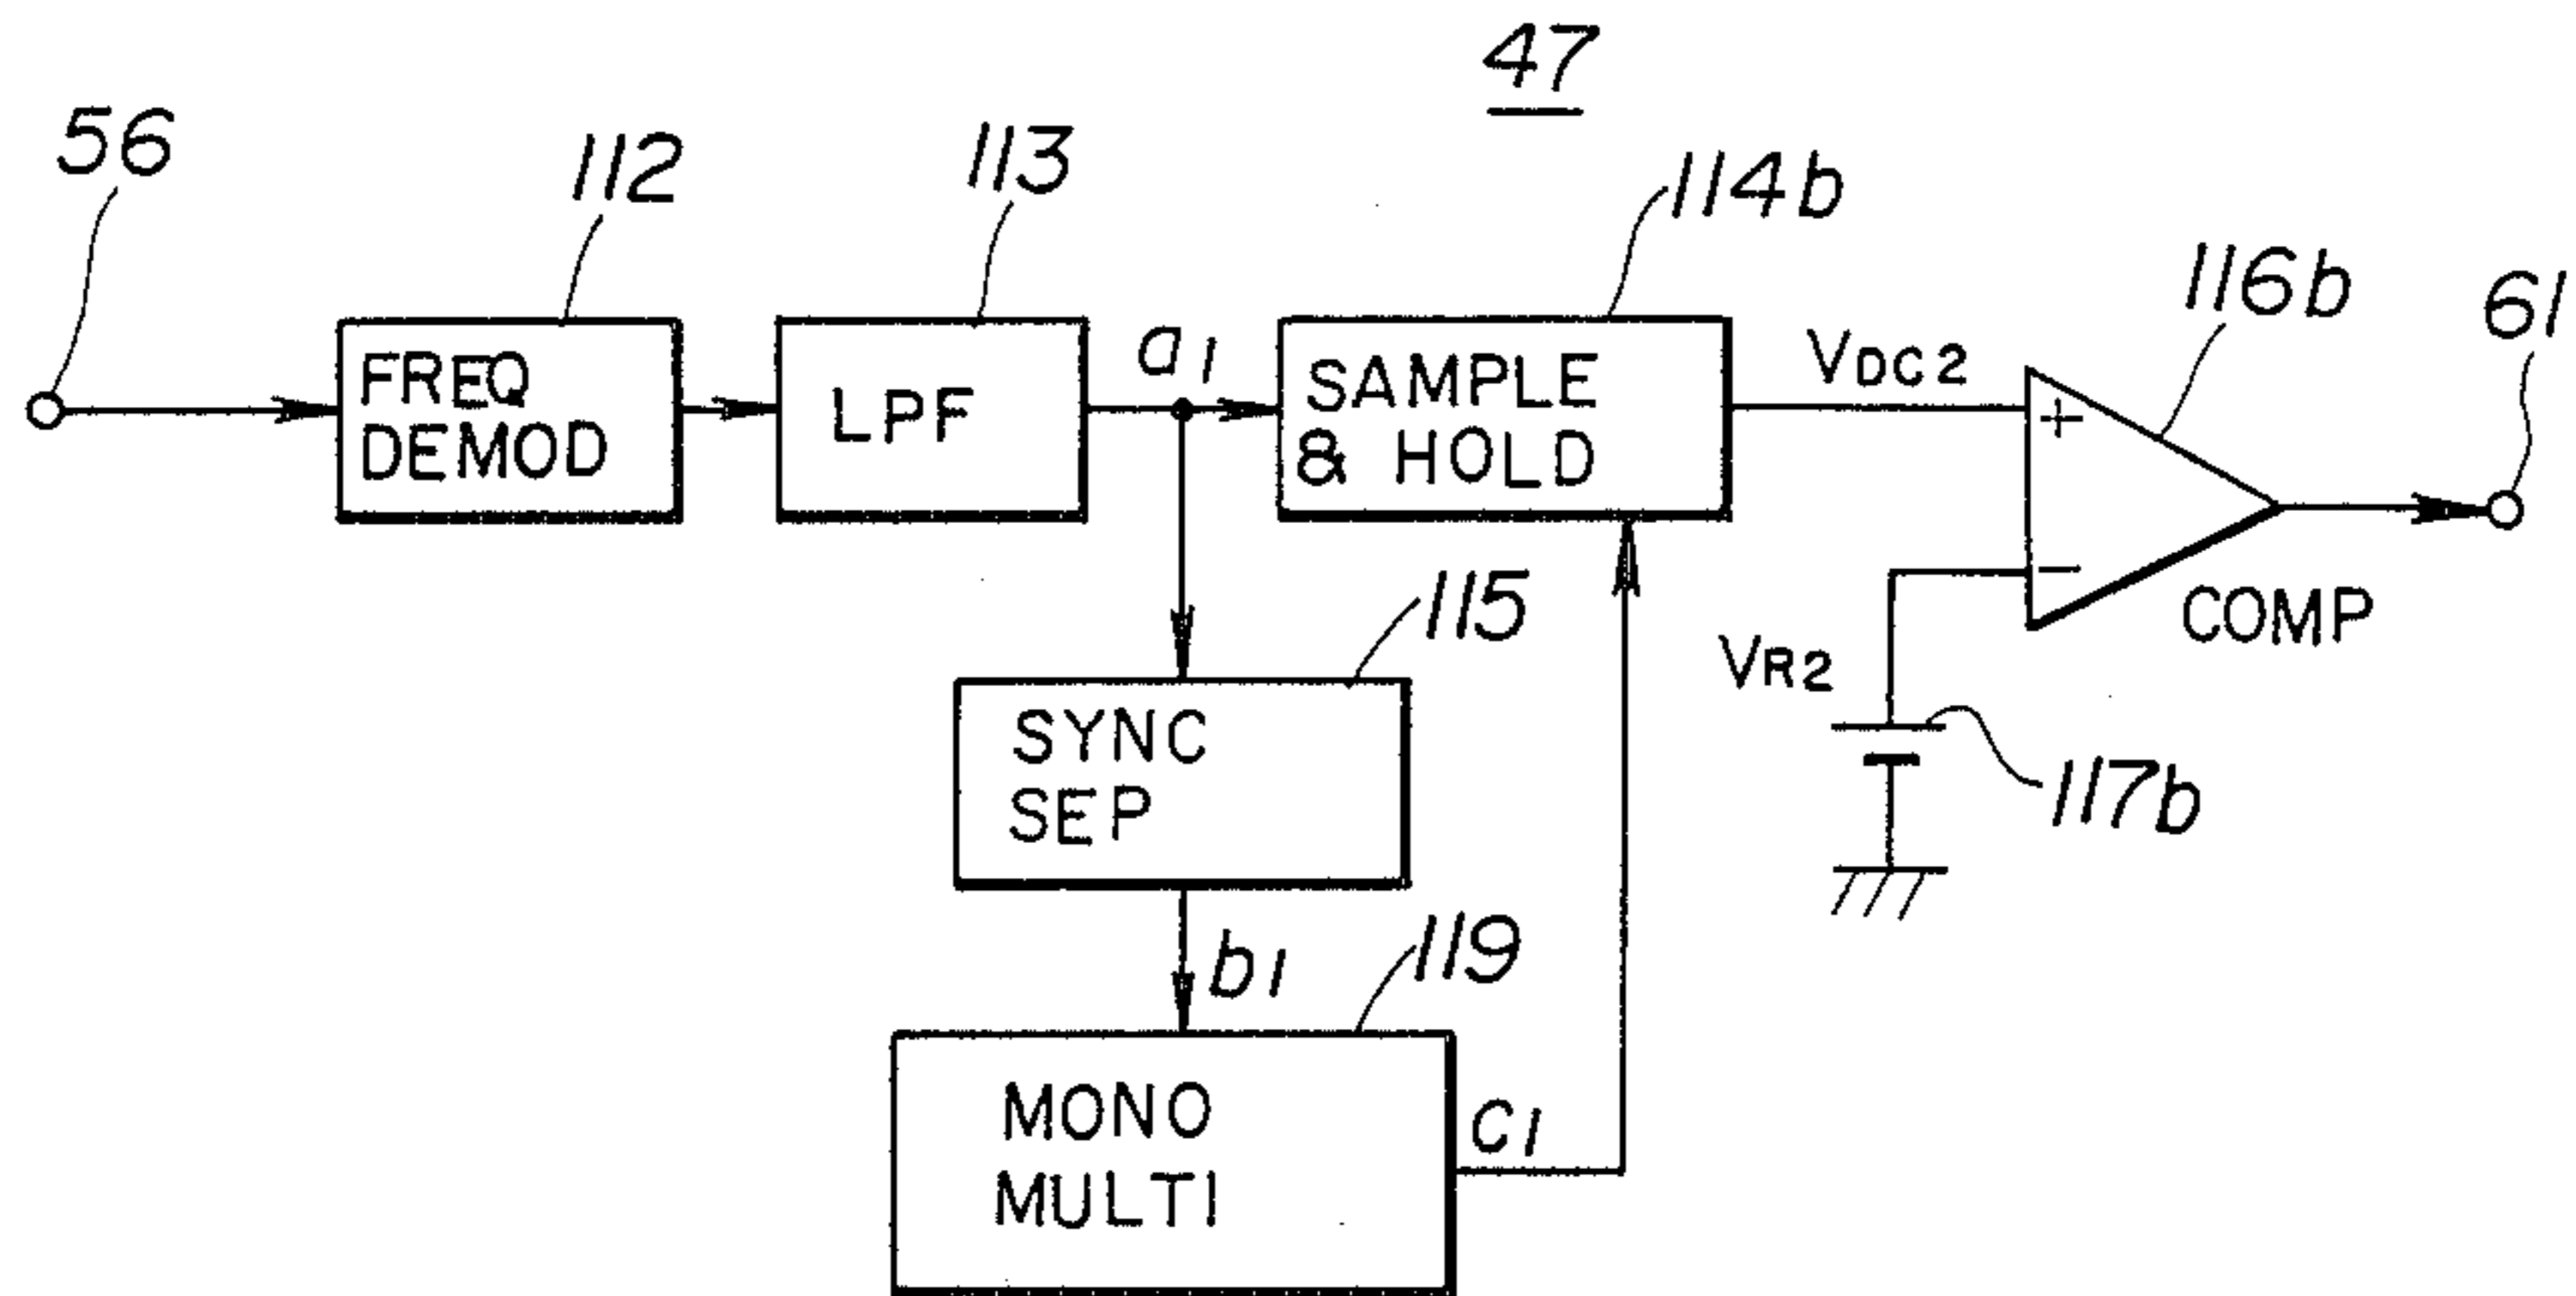 47
56
112
113
114b
116b
61
FREQ
DEMOD
LPF
a1
SAMPLE
& HOLD
VDC2
+
−
COMP
VR2
117b
115
SYNC
SEP
b1
119
MONO
MULTI
c1